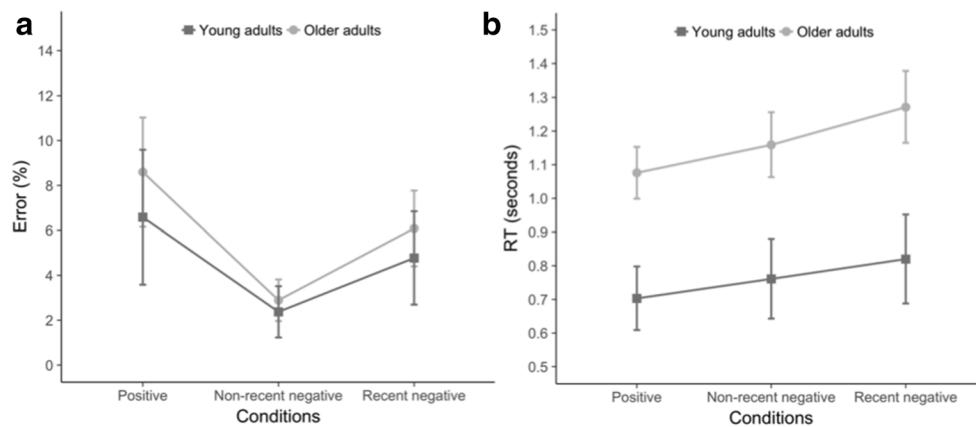 a
Young adults Older adults
14
12
10
8
6
4
2
0
Error (%)
Positive Non-recent negative Recent negative
Conditions
b
Young adults Older adults
1.5
1.4
1.3
1.2
1.1
1.0
0.9
0.8
0.7
0.6
0.5
RT (seconds)
Positive Non-recent negative Recent negative
Conditions